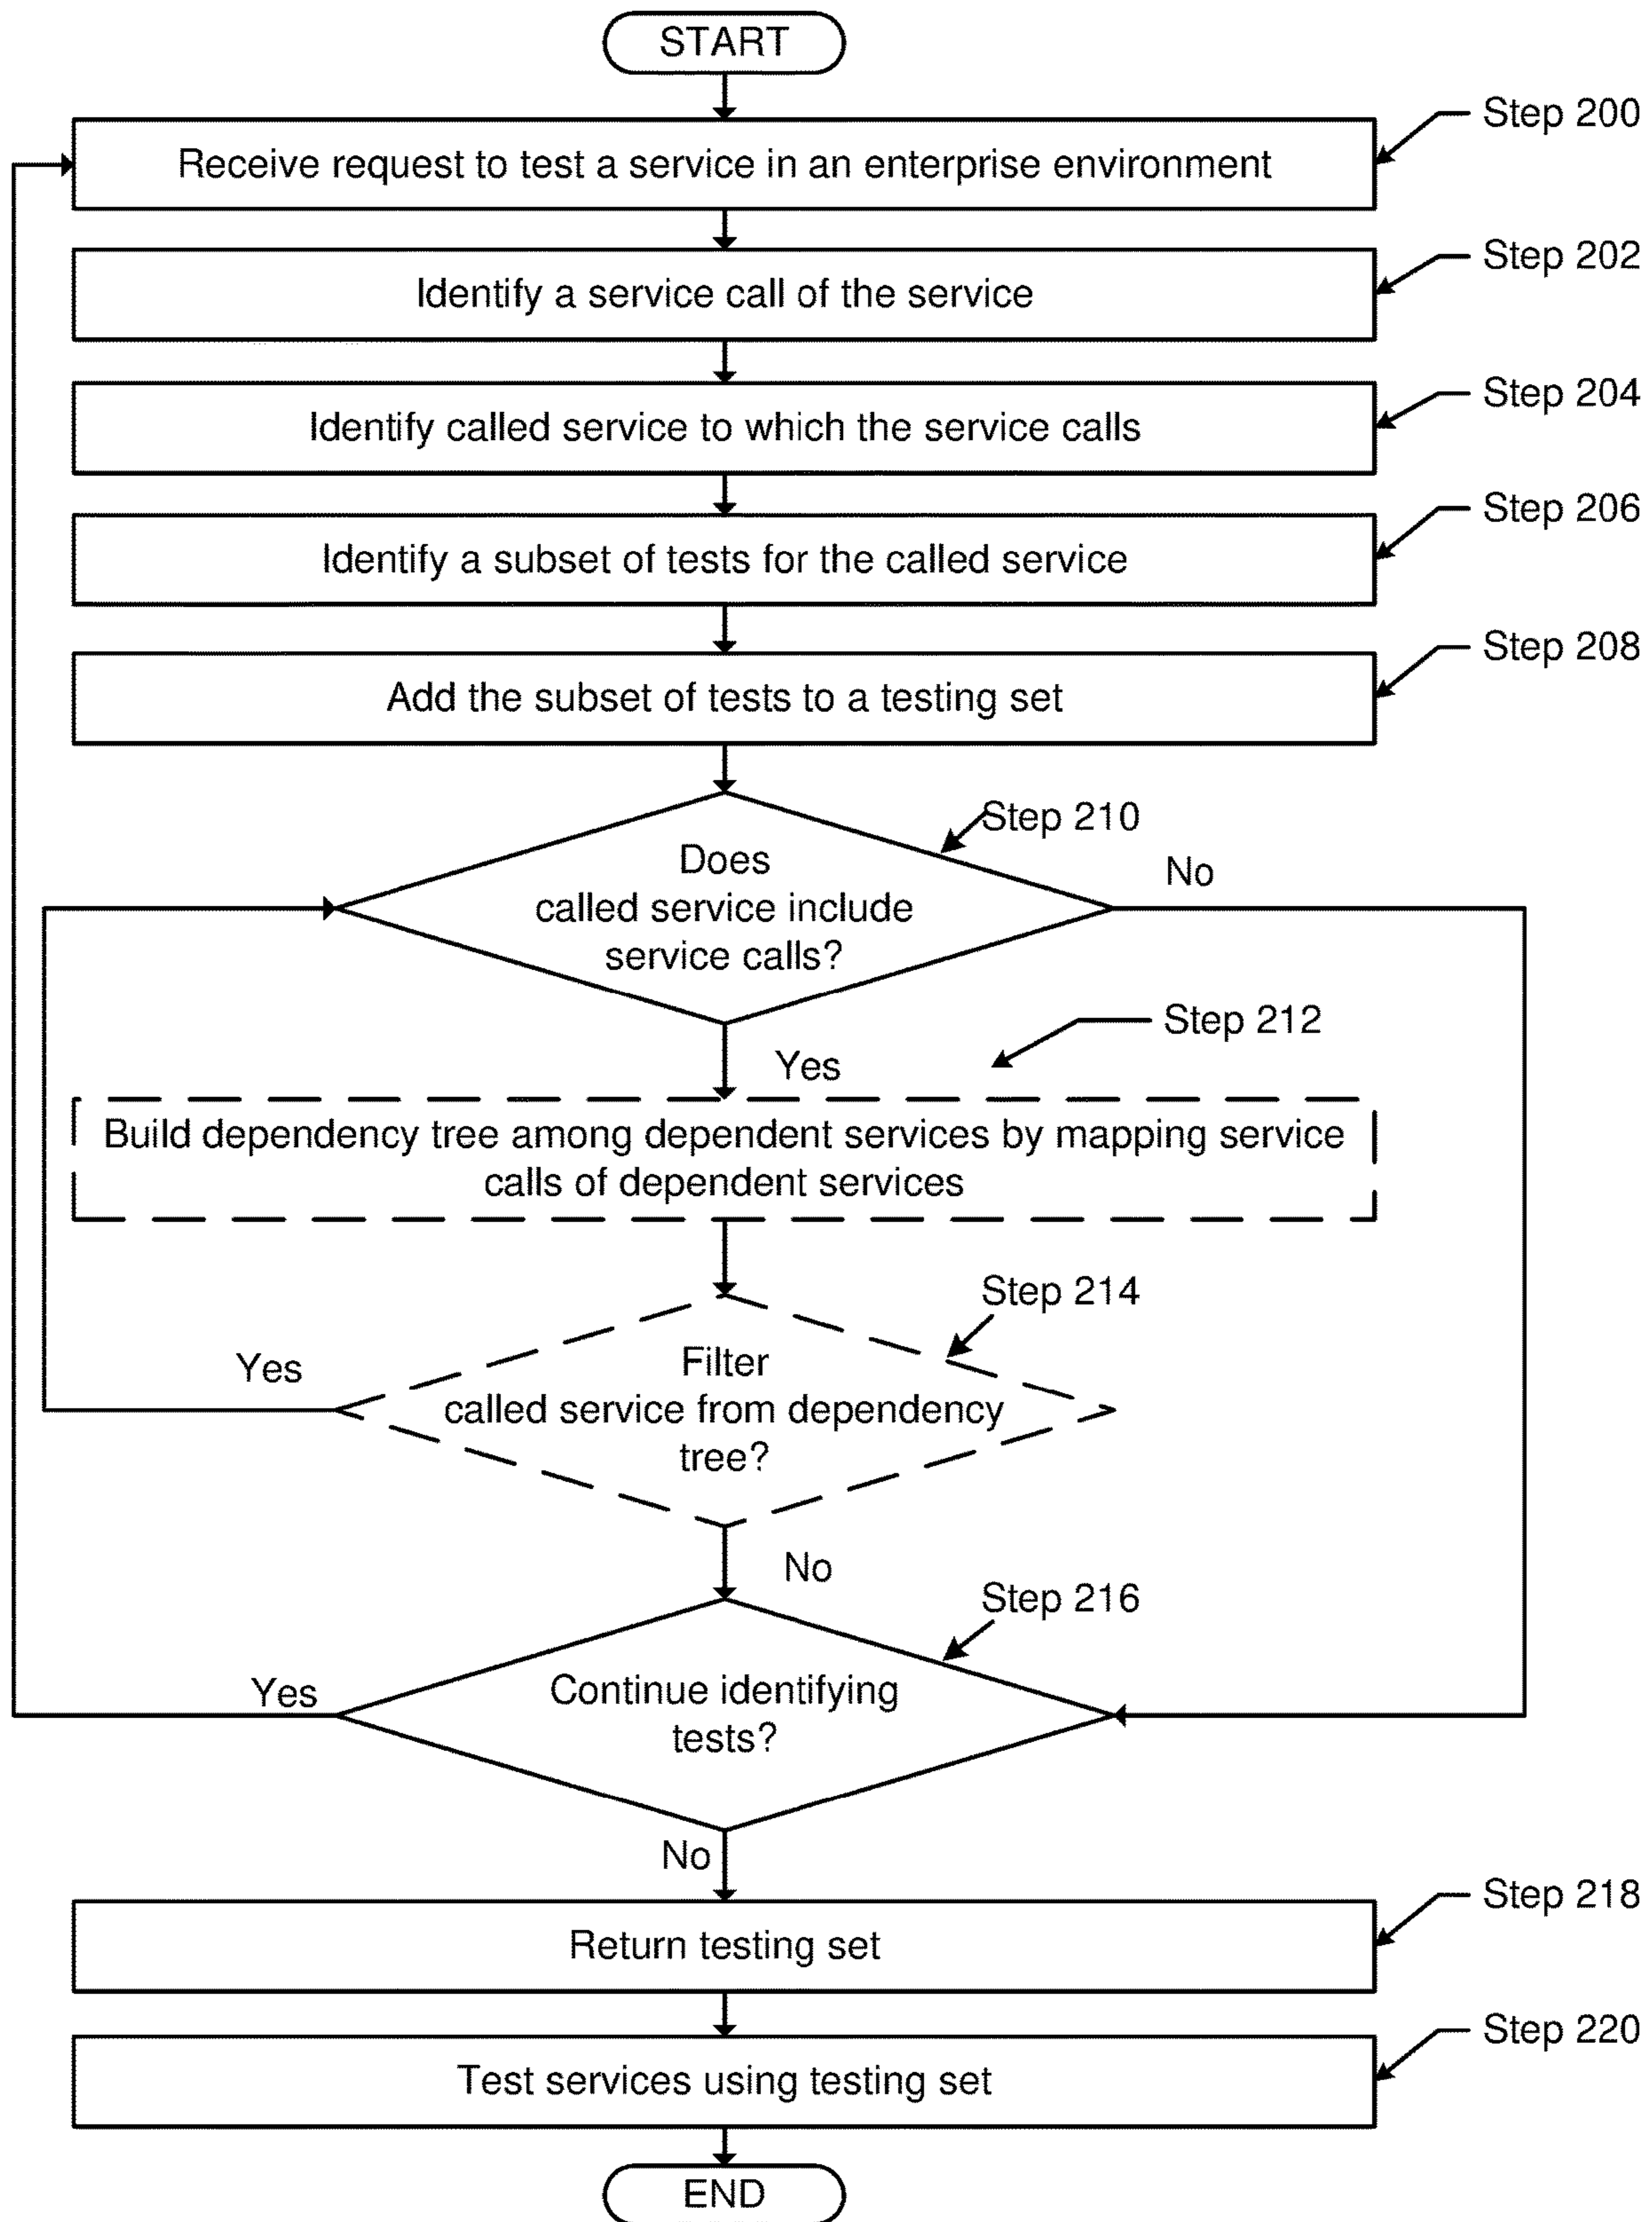 START
Step 200
Receive request to test a service in an enterprise environment
Step 202
Identify a service call of the service
Step 204
Identify called service to which the service calls
Step 206
Identify a subset of tests for the called service
Step 208
Add the subset of tests to a testing set
Step 210
Does
called service include
service calls?
No
Step 212
Yes
Build dependency tree among dependent services by mapping service
calls of dependent services
Step 214
Filter
called service from dependency
tree?
Yes
No
Step 216
Continue identifying
tests?
Yes
No
Step 218
Return testing set
Step 220
Test services using testing set
END